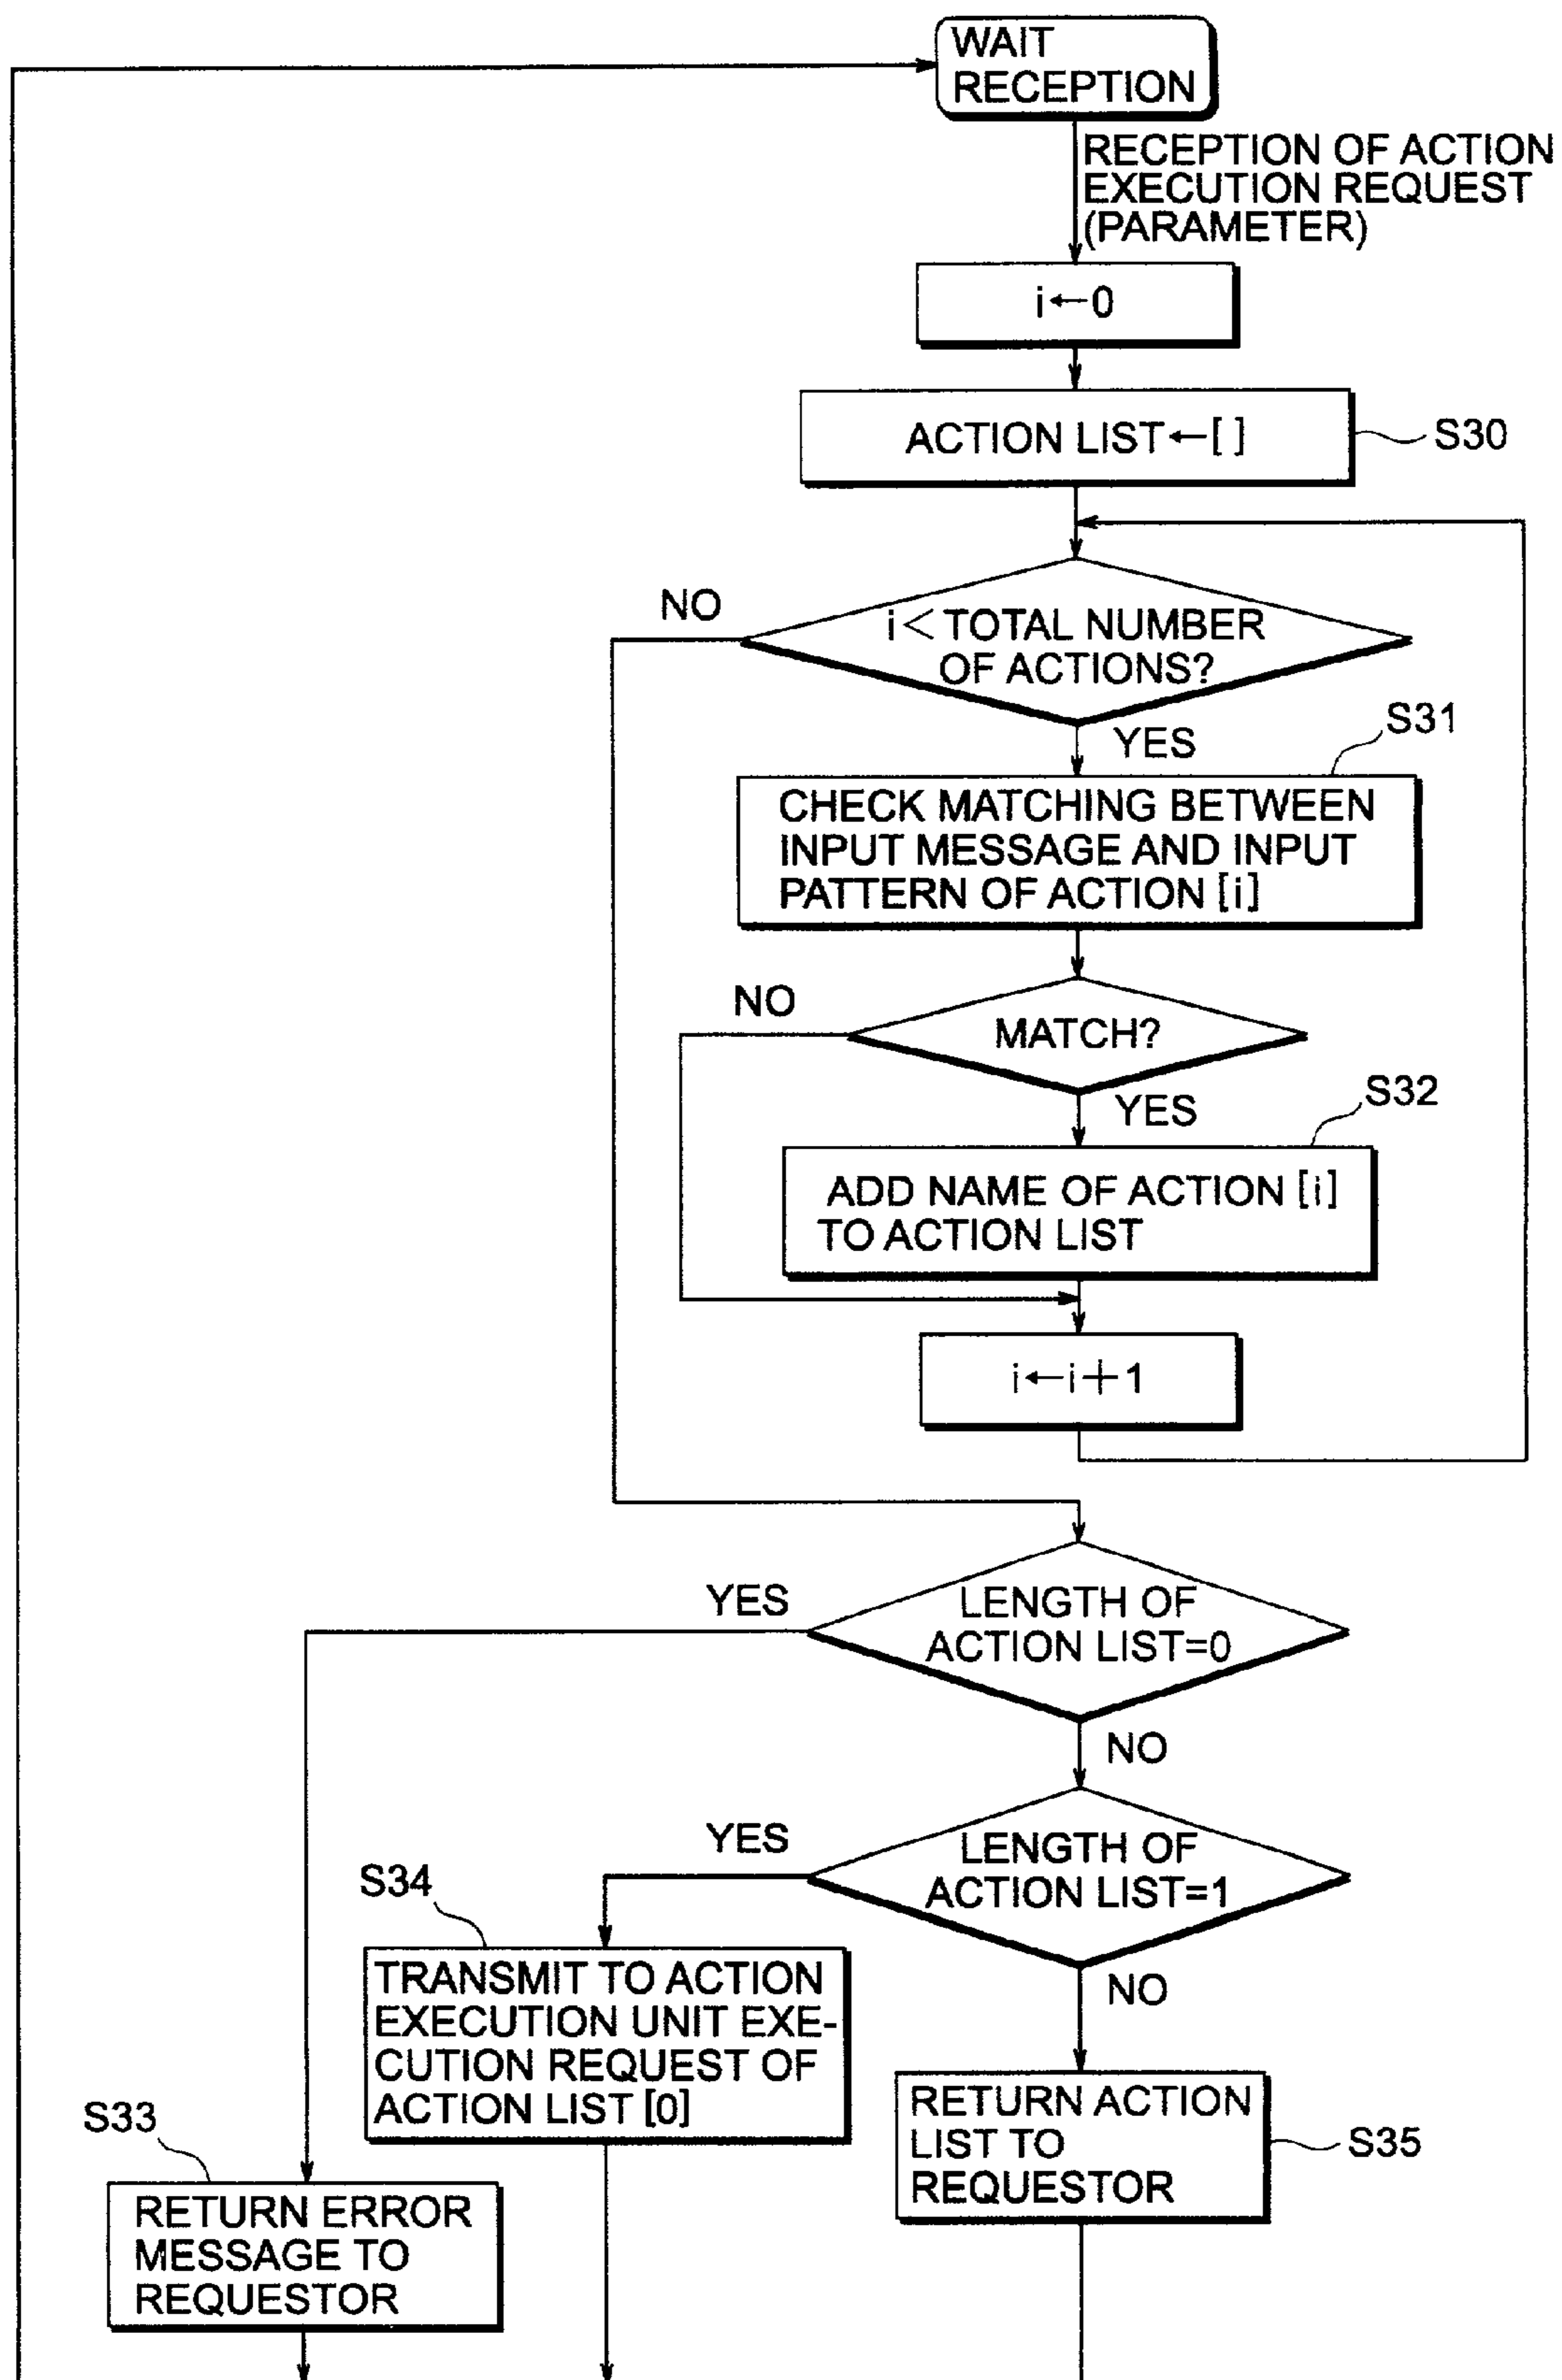 WAIT
RECEPTION
RECEPTION OF ACTION
EXECUTION REQUEST
(PARAMETER)
i←0
ACTION LIST←[ ]
S30
NO
i<TOTAL NUMBER
OF ACTIONS?
YES
S31
CHECK MATCHING BETWEEN
INPUT MESSAGE AND INPUT
PATTERN OF ACTION [i]
NO
MATCH?
YES
S32
ADD NAME OF ACTION [i]
TO ACTION LIST
i←i+1
YES
LENGTH OF
ACTION LIST=0
NO
YES
LENGTH OF
ACTION LIST=1
S34
NO
TRANSMIT TO ACTION
EXECUTION UNIT EXE-
CUTION REQUEST OF
ACTION LIST [0]
RETURN ACTION
LIST TO
REQUESTOR
S35
S33
RETURN ERROR
MESSAGE TO
REQUESTOR